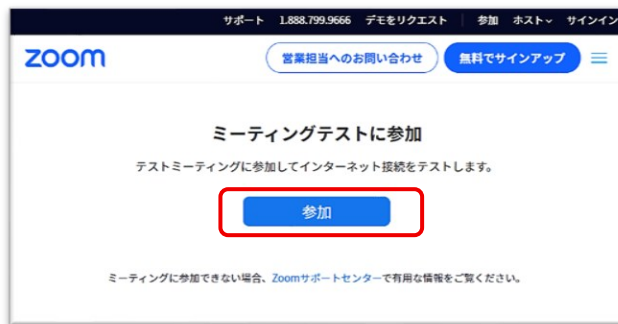 サポート 1.888.799.9666 デモをリクエスト 参加 ホスト サインイン
zoom 営業担当へのお問い合わせ 無料でサインアップ
ミーティングテストに参加
テストミーティングに参加してインターネット接続をテストします。
参加
ミーティングに参加できない場合、Zoomサポートセンターで有用な情報をご覧ください。